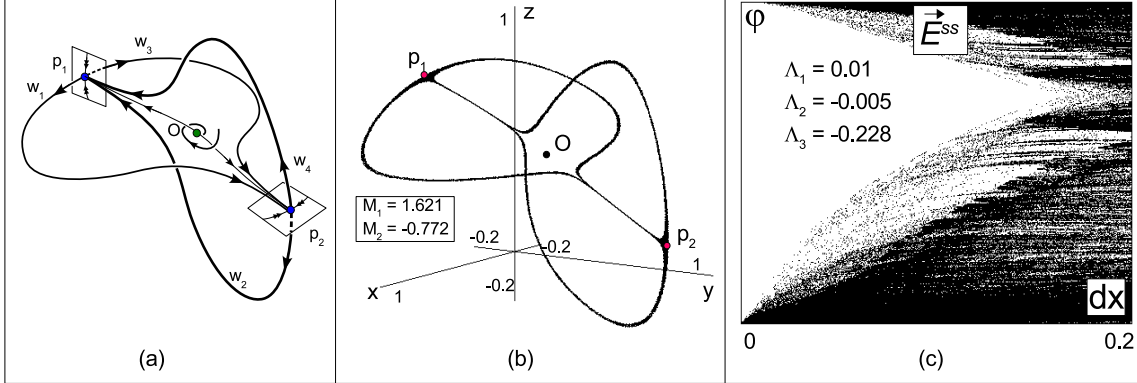 p1
w3
w1
O
w4
p2
w2
(a)
1
z
p1
O
M1 = 1.621
M2 = -0.772
p2
-0.2
-0.2
1
x
1
-0.2
y
(b)
φ
E^ss
Λ1 = 0.01
Λ2 = -0.005
Λ3 = -0.228
dx
0
0.2
(c)